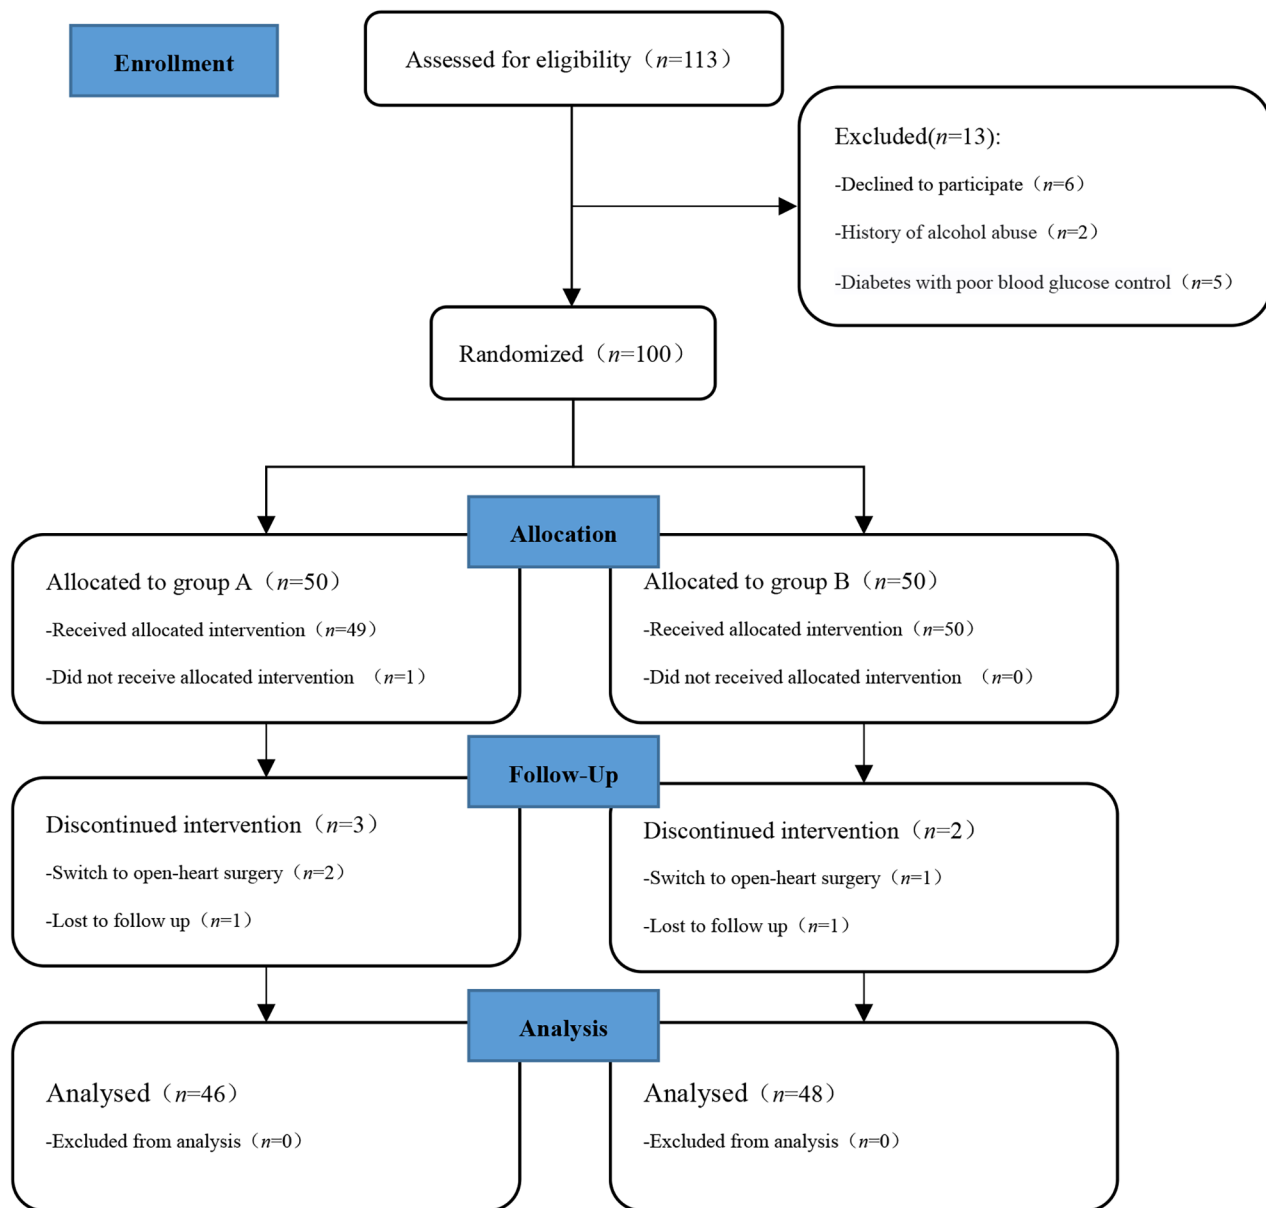 Enrollment
Assessed for eligibility（n=113）
Excluded(n=13):
-Declined to participate（n=6）
-History of alcohol abuse（n=2）
-Diabetes with poor blood glucose control（n=5）
Randomized（n=100）
Allocation
Allocated to group A（n=50）
-Received allocated intervention（n=49）
-Did not receive allocated intervention （n=1）
Allocated to group B（n=50）
-Received allocated intervention（n=50）
-Did not received allocated intervention （n=0）
Follow-Up
Discontinued intervention（n=3）
-Switch to open-heart surgery（n=2）
-Lost to follow up（n=1）
Discontinued intervention（n=2）
-Switch to open-heart surgery（n=1）
-Lost to follow up（n=1）
Analysis
Analysed（n=46）
-Excluded from analysis（n=0）
Analysed（n=48）
-Excluded from analysis（n=0）